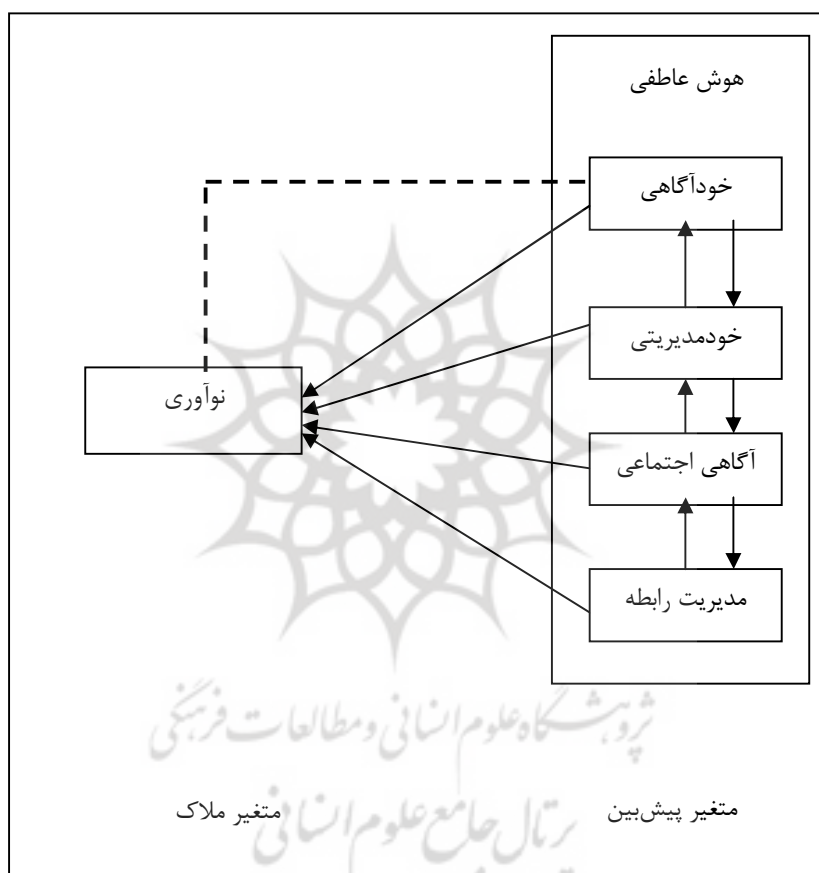 هوش عاطفی
خودآگاهی
خودمدیریتی
نوآوری
آگاهی اجتماعی
مدیریت رابطه
پژوهشگاه علوم انسانی و مطالعات فرهنگی
متغیر پیش‌بین
متغیر ملاک
پرتال جامع علوم انسانی